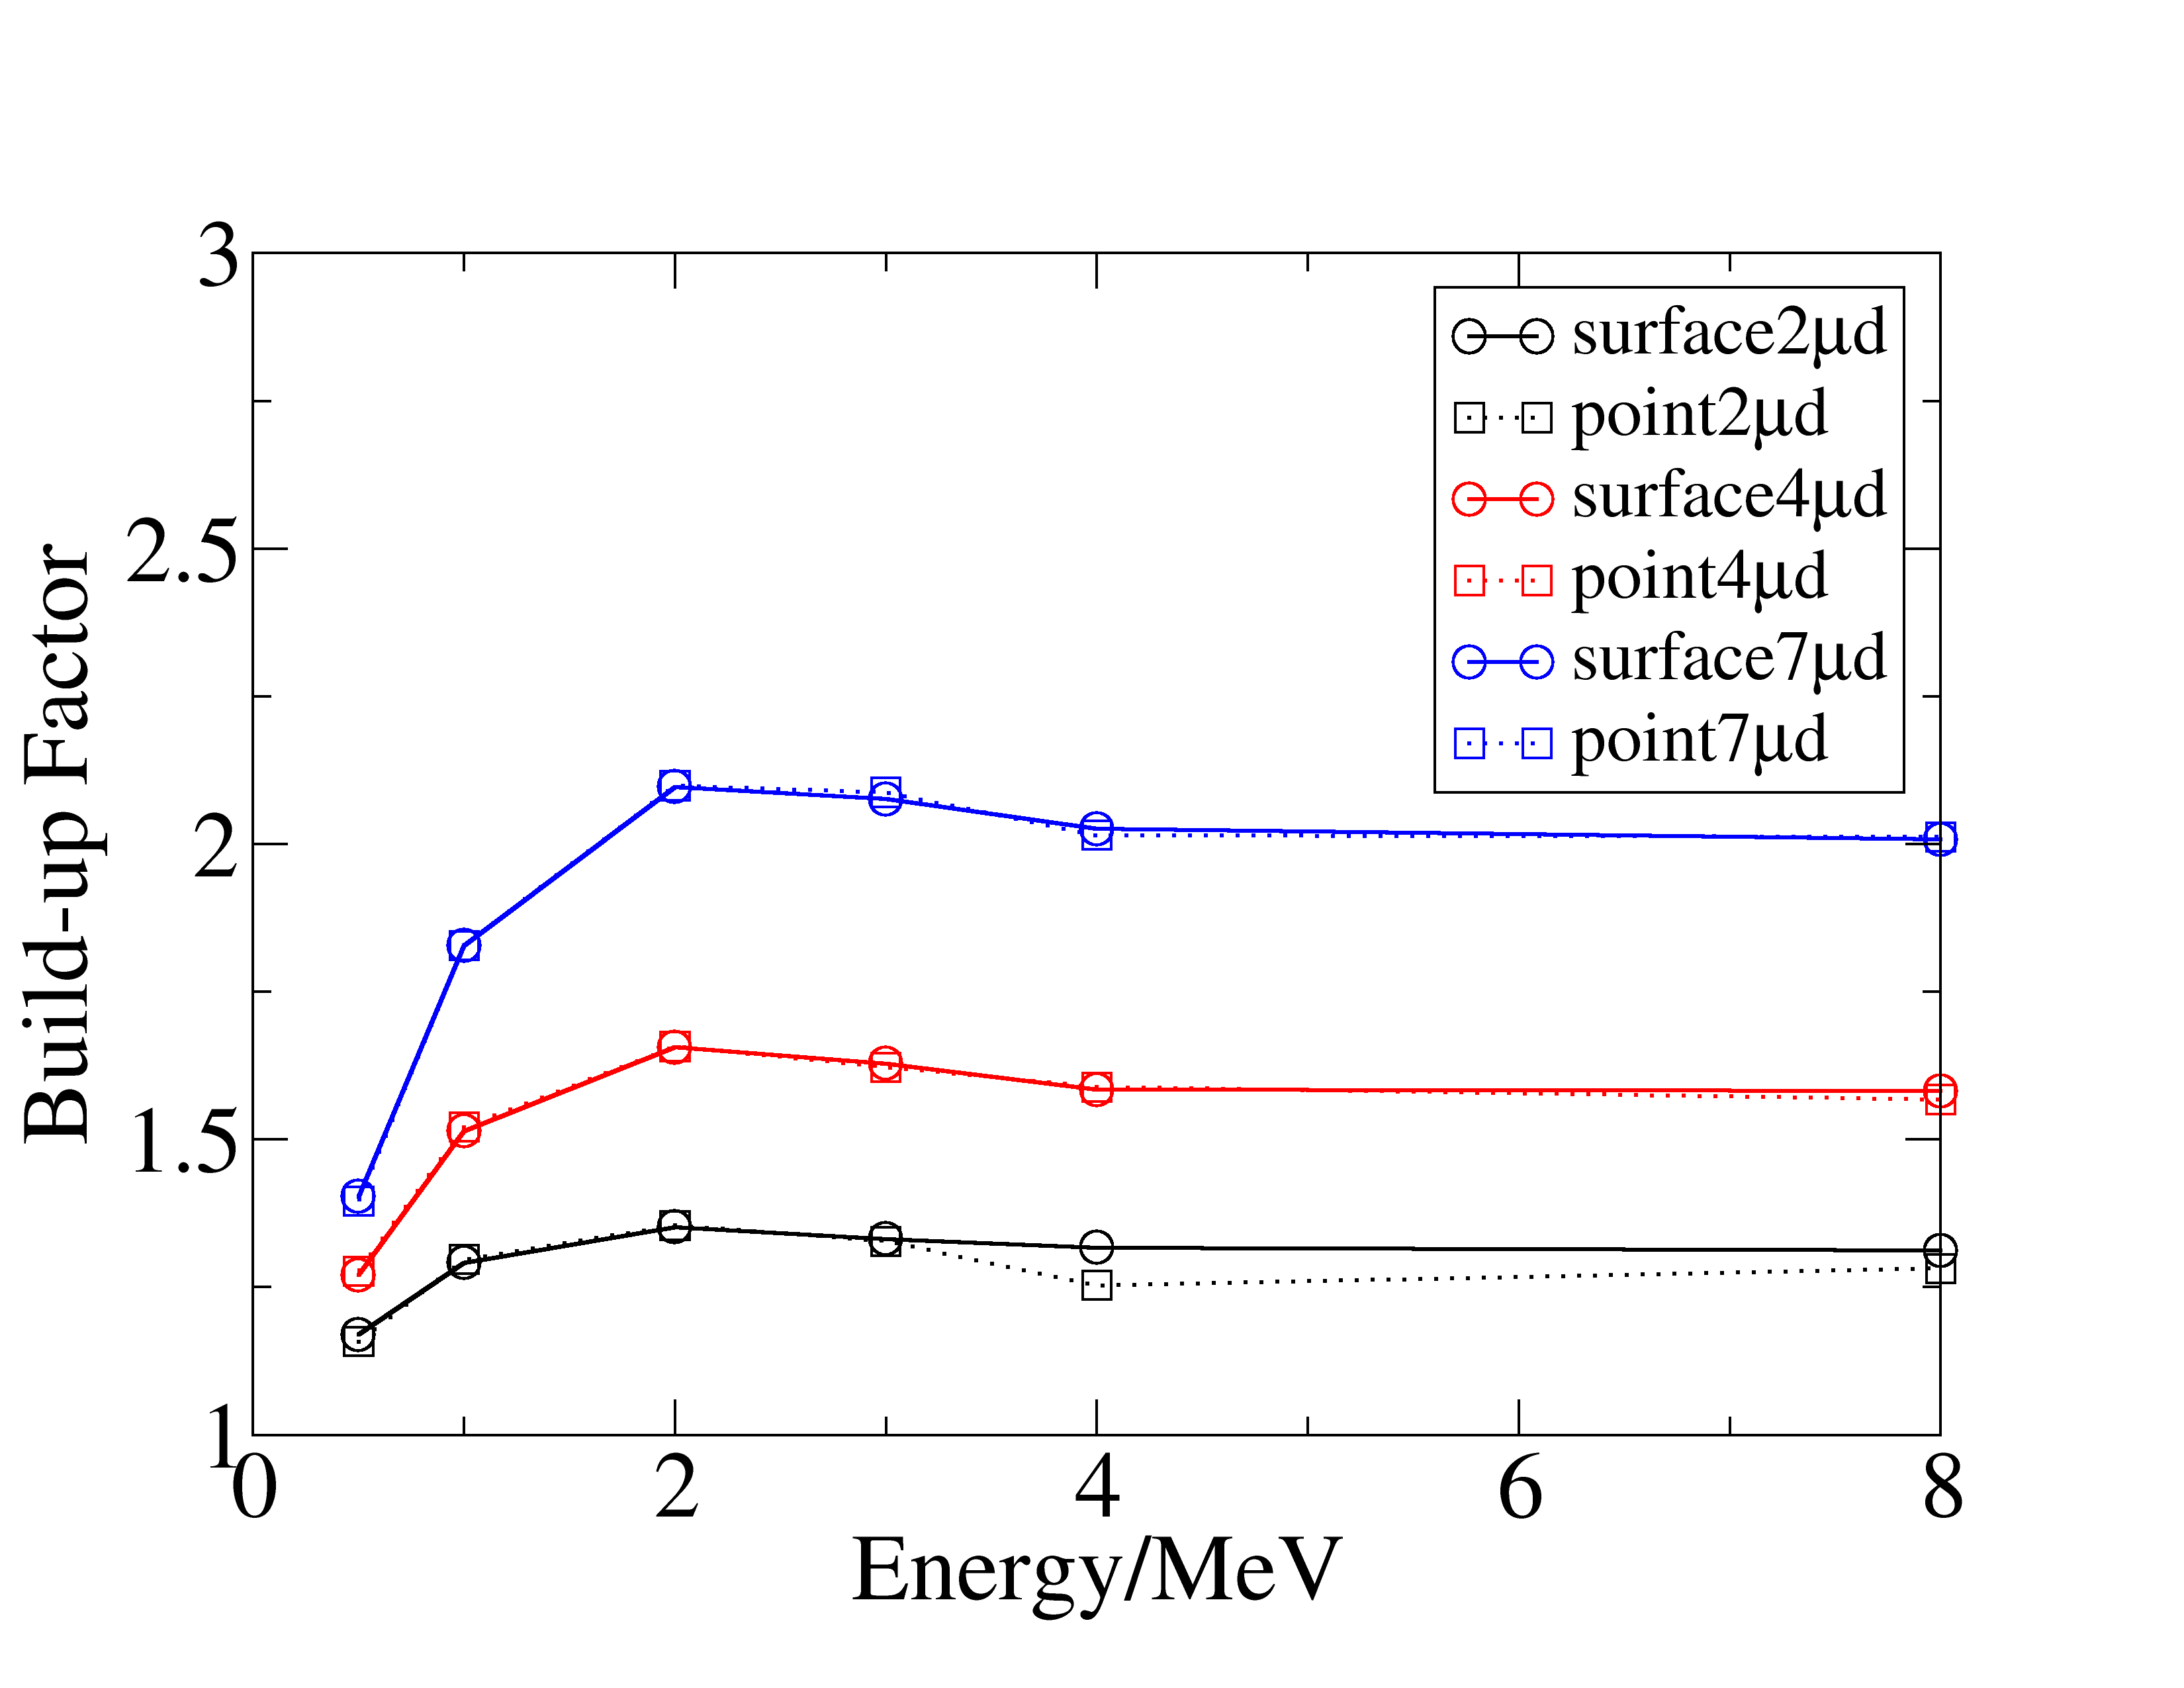 3
2.5
2
1.5
1
0
2
4
6
8
Build-up Factor
Energy/MeV
surface2μd
point2μd
surface4μd
point4μd
surface7μd
point7μd